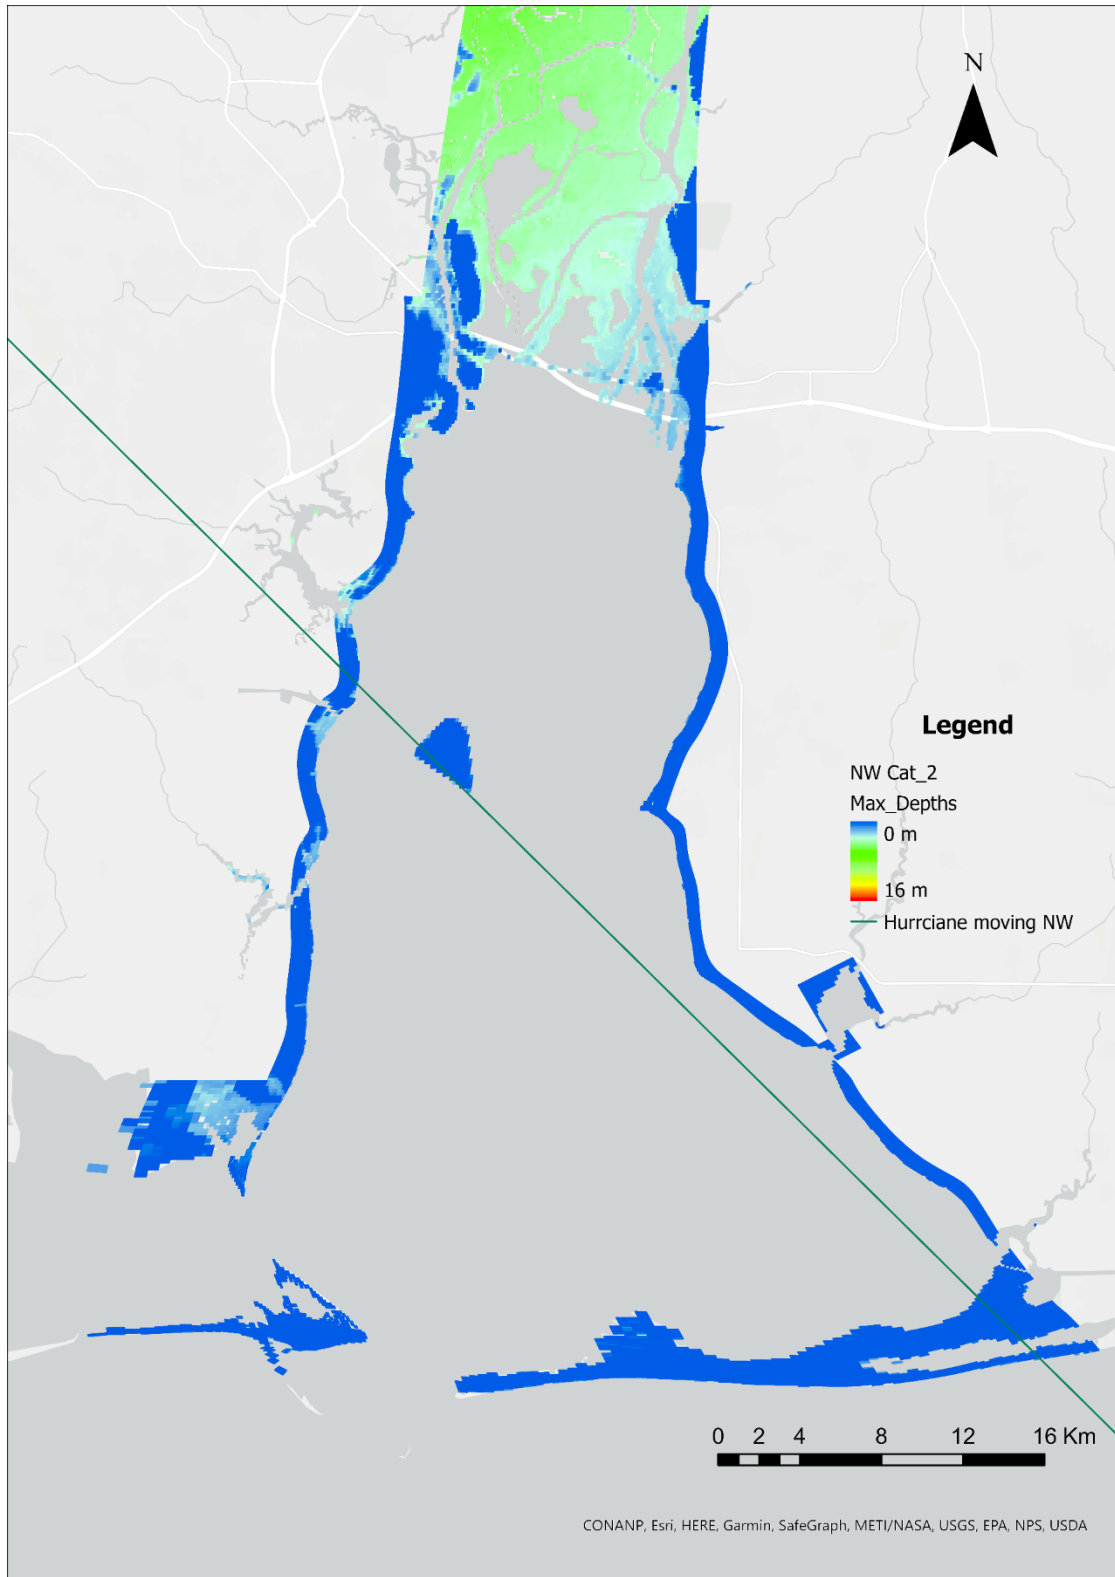 N
Legend
NW Cat_2
Max_Depths
0 m
16 m
Hurrciane moving NW
0 2 4 8 12 16 Km
CONANP, Esri, HERE, Garmin, SafeGraph, METI/NASA, USGS, EPA, NPS, USDA